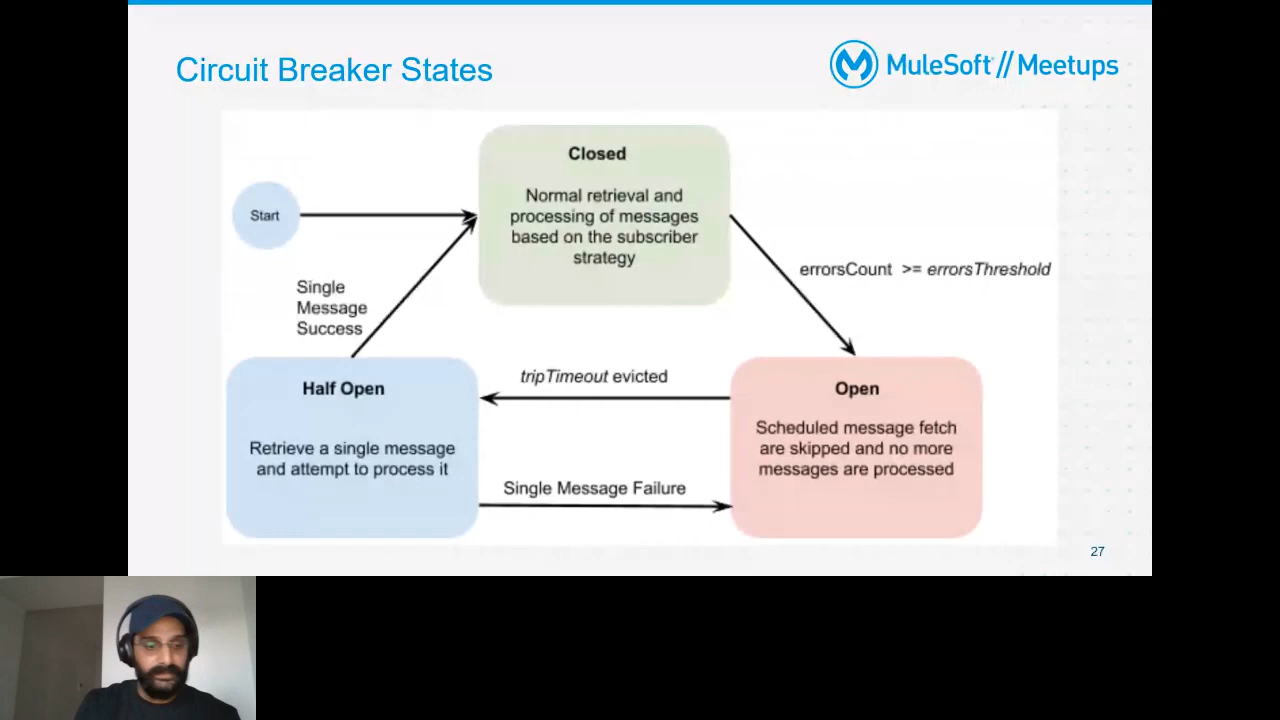 Circuit Breaker States
MuleSoft // Meetups
Closed
Normal retrieval and
processing of messages
based on the subscriber
strategy
Start
errorsCount >= errorsThreshold
Single
Message
Success
tripTimeout evicted
Half Open
Retrieve a single message
and attempt to process it
Open
Scheduled message fetch
are skipped and no more
messages are processed
Single Message Failure
27